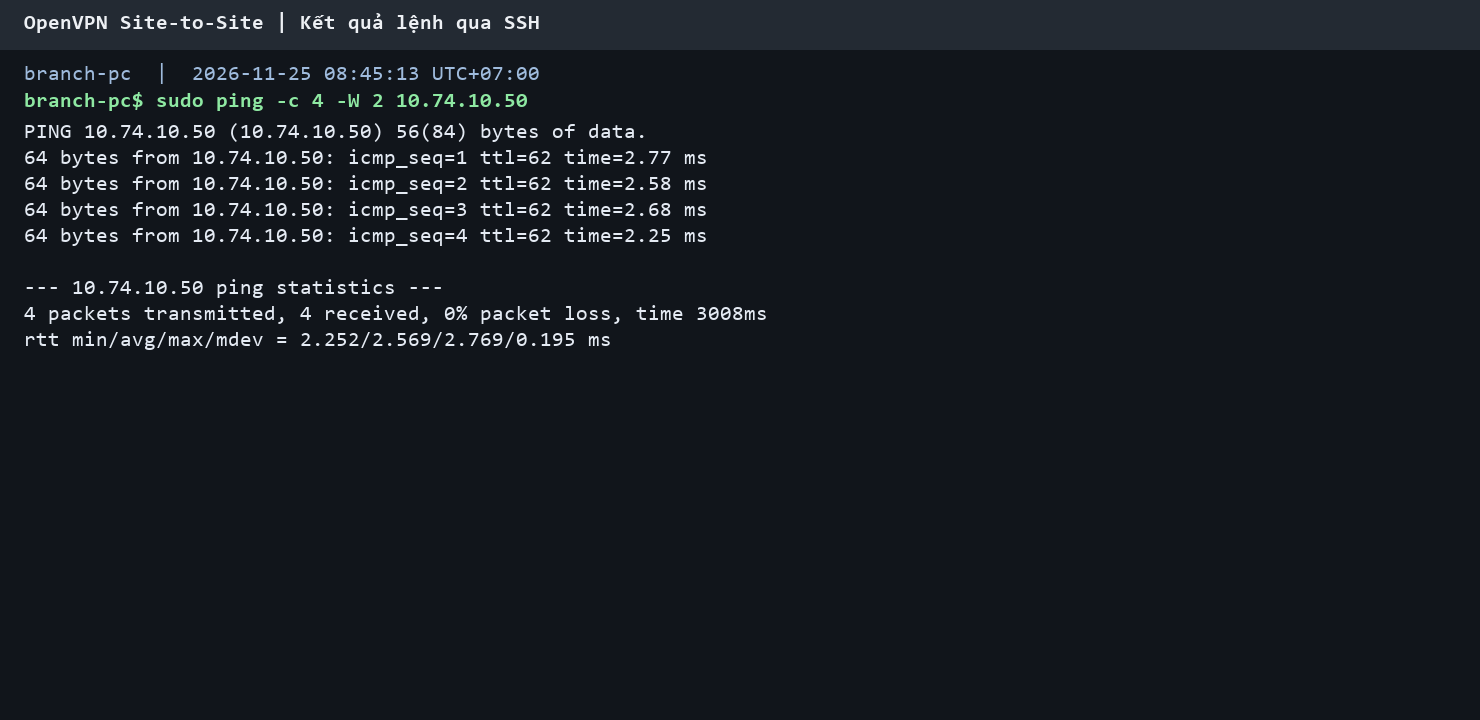 OpenVPN Site-to-Site | Kết quả lệnh qua SSH
branch-pc | 2026-11-25 08:45:13 UTC+07:00
branch-pc$ sudo ping -c 4 -W 2 10.74.10.50
PING 10.74.10.50 (10.74.10.50) 56(84) bytes of data.
64 bytes from 10.74.10.50: icmp_seq=1 ttl=62 time=2.77 ms
64 bytes from 10.74.10.50: icmp_seq=2 ttl=62 time=2.58 ms
64 bytes from 10.74.10.50: icmp_seq=3 ttl=62 time=2.68 ms
64 bytes from 10.74.10.50: icmp_seq=4 ttl=62 time=2.25 ms
--- 10.74.10.50 ping statistics ---
4 packets transmitted, 4 received, 0% packet loss, time 3008ms
rtt min/avg/max/mdev = 2.252/2.569/2.769/0.195 ms